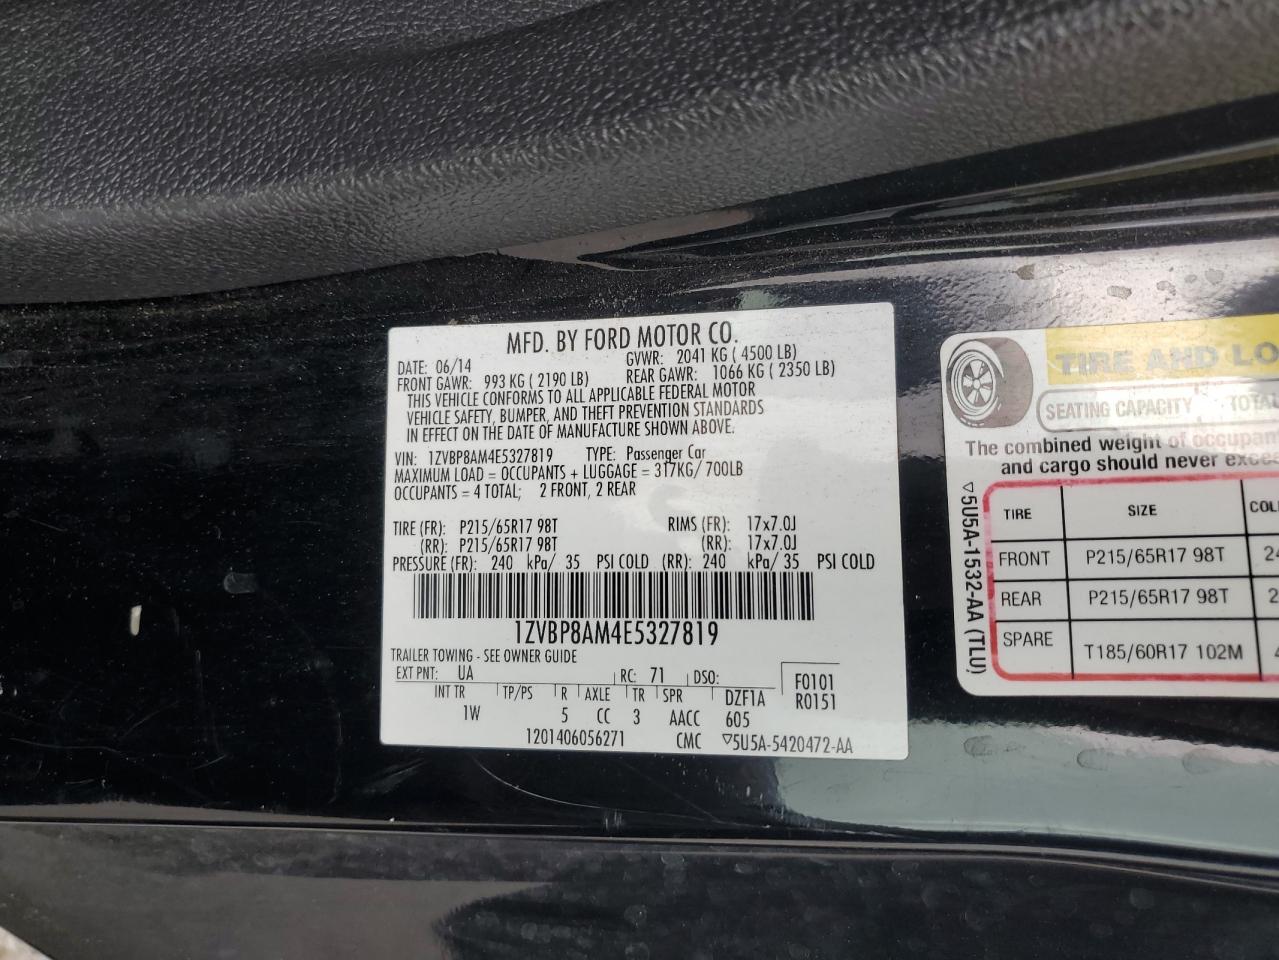 MFD. BY FORD MOTOR CO.
DATE: 06/14 GVWR: 2041 KG ( 4500 LB)
FRONT GAWR: 993 KG ( 2190 LB) REAR GAWR: 1066 KG ( 2350 LB)
THIS VEHICLE CONFORMS TO ALL APPLICABLE FEDERAL MOTOR
VEHICLE SAFETY, BUMPER, AND THEFT PREVENTION STANDARDS
IN EFFECT ON THE DATE OF MANUFACTURE SHOWN ABOVE.
VIN: 1ZVBP8AM4E5327819 TYPE: Passenger Car
MAXIMUM LOAD = OCCUPANTS + LUGGAGE = 317KG/ 700LB
OCCUPANTS = 4 TOTAL; 2 FRONT, 2 REAR
TIRE (FR): P215/65R17 98T RIMS (FR): 17x7.0J
(RR): P215/65R17 98T (RR): 17x7.0J
PRESSURE (FR): 240 kPa/ 35 PSI COLD (RR): 240 kPa/ 35 PSI COLD
1ZVBP8AM4E5327819
TRAILER TOWING - SEE OWNER GUIDE
EXT PNT: UA RC: 71 DSO: F0101
INT TR TP/PS R AXLE TR SPR DZF1A R0151
1W 5 CC 3 AACC 605
1201406056271 CMC ▽5U5A-5420472-AA
TIRE AND LO
SEATING CAPACITY TOTAL
The combined weight of occupan
and cargo should never exce
TIRE SIZE COL
FRONT P215/65R17 98T 24
REAR P215/65R17 98T 2
SPARE T185/60R17 102M 4
▽5U5A-1532-AA (TLU)